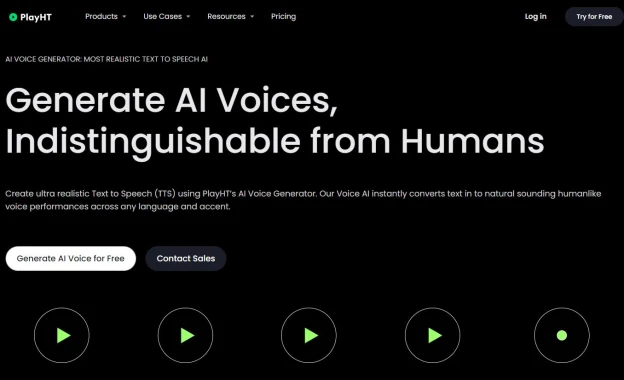 PlayHT Products Use Cases Resources Pricing Log in Try for Free
AI VOICE GENERATOR: MOST REALISTIC TEXT TO SPEECH AI
Generate AI Voices,
Indistinguishable from Humans
Create ultra realistic Text to Speech (TTS) using PlayHT's AI Voice Generator. Our Voice AI instantly converts text in to natural sounding humanlike
voice performances across any language and accent.
Generate AI Voice for Free Contact Sales